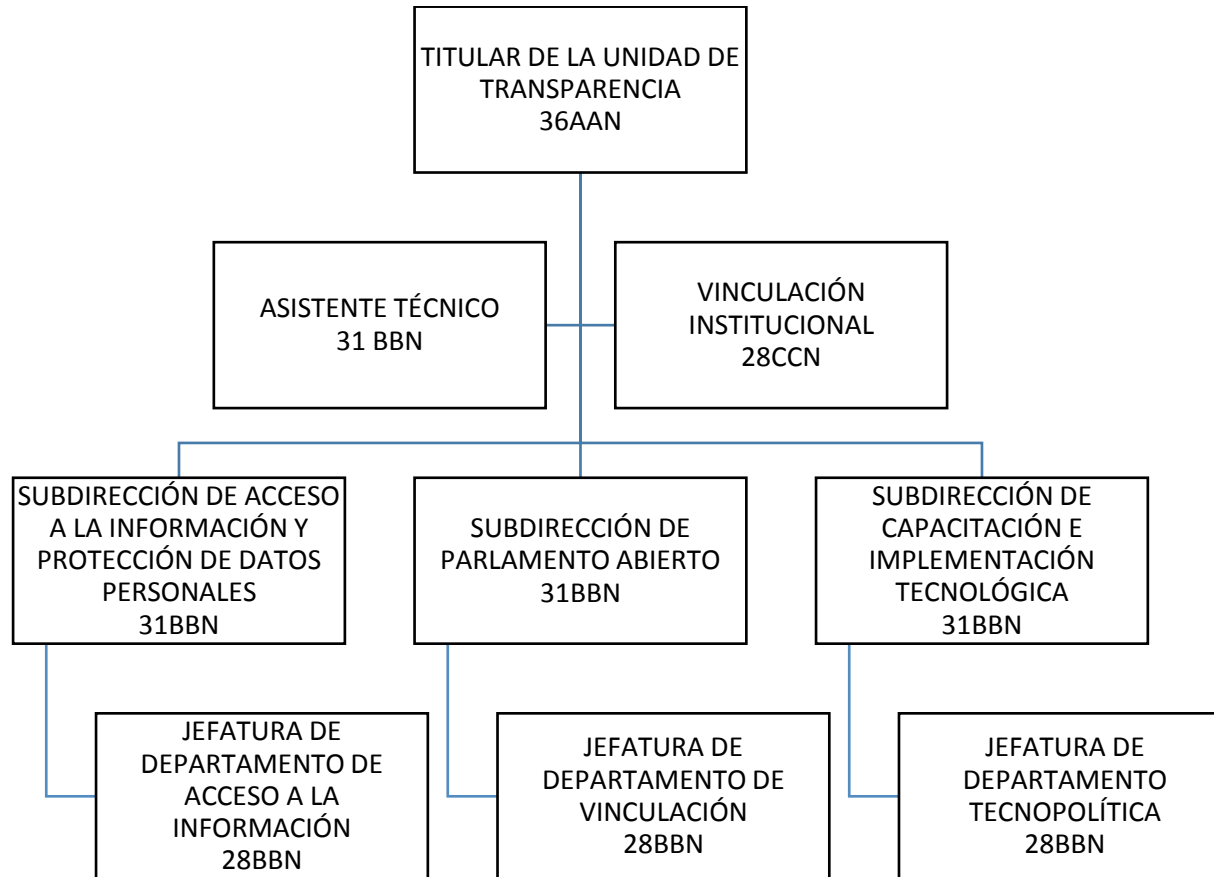 TITULAR DE LA UNIDAD DE
TRANSPARENCIA
36AAN
ASISTENTE TÉCNICO
31 BBN
VINCULACIÓN
INSTITUCIONAL
28CCN
SUBDIRECCIÓN DE ACCESO
A LA INFORMACIÓN Y
PROTECCIÓN DE DATOS
PERSONALES
31BBN
SUBDIRECCIÓN DE
PARLAMENTO ABIERTO
31BBN
SUBDIRECCIÓN DE
CAPACITACIÓN E
IMPLEMENTACIÓN
TECNOLÓGICA
31BBN
JEFATURA DE
DEPARTAMENTO DE
ACCESO A LA
INFORMACIÓN
28BBN
JEFATURA DE
DEPARTAMENTO DE
VINCULACIÓN
28BBN
JEFATURA DE
DEPARTAMENTO
TECNOPOLÍTICA
28BBN